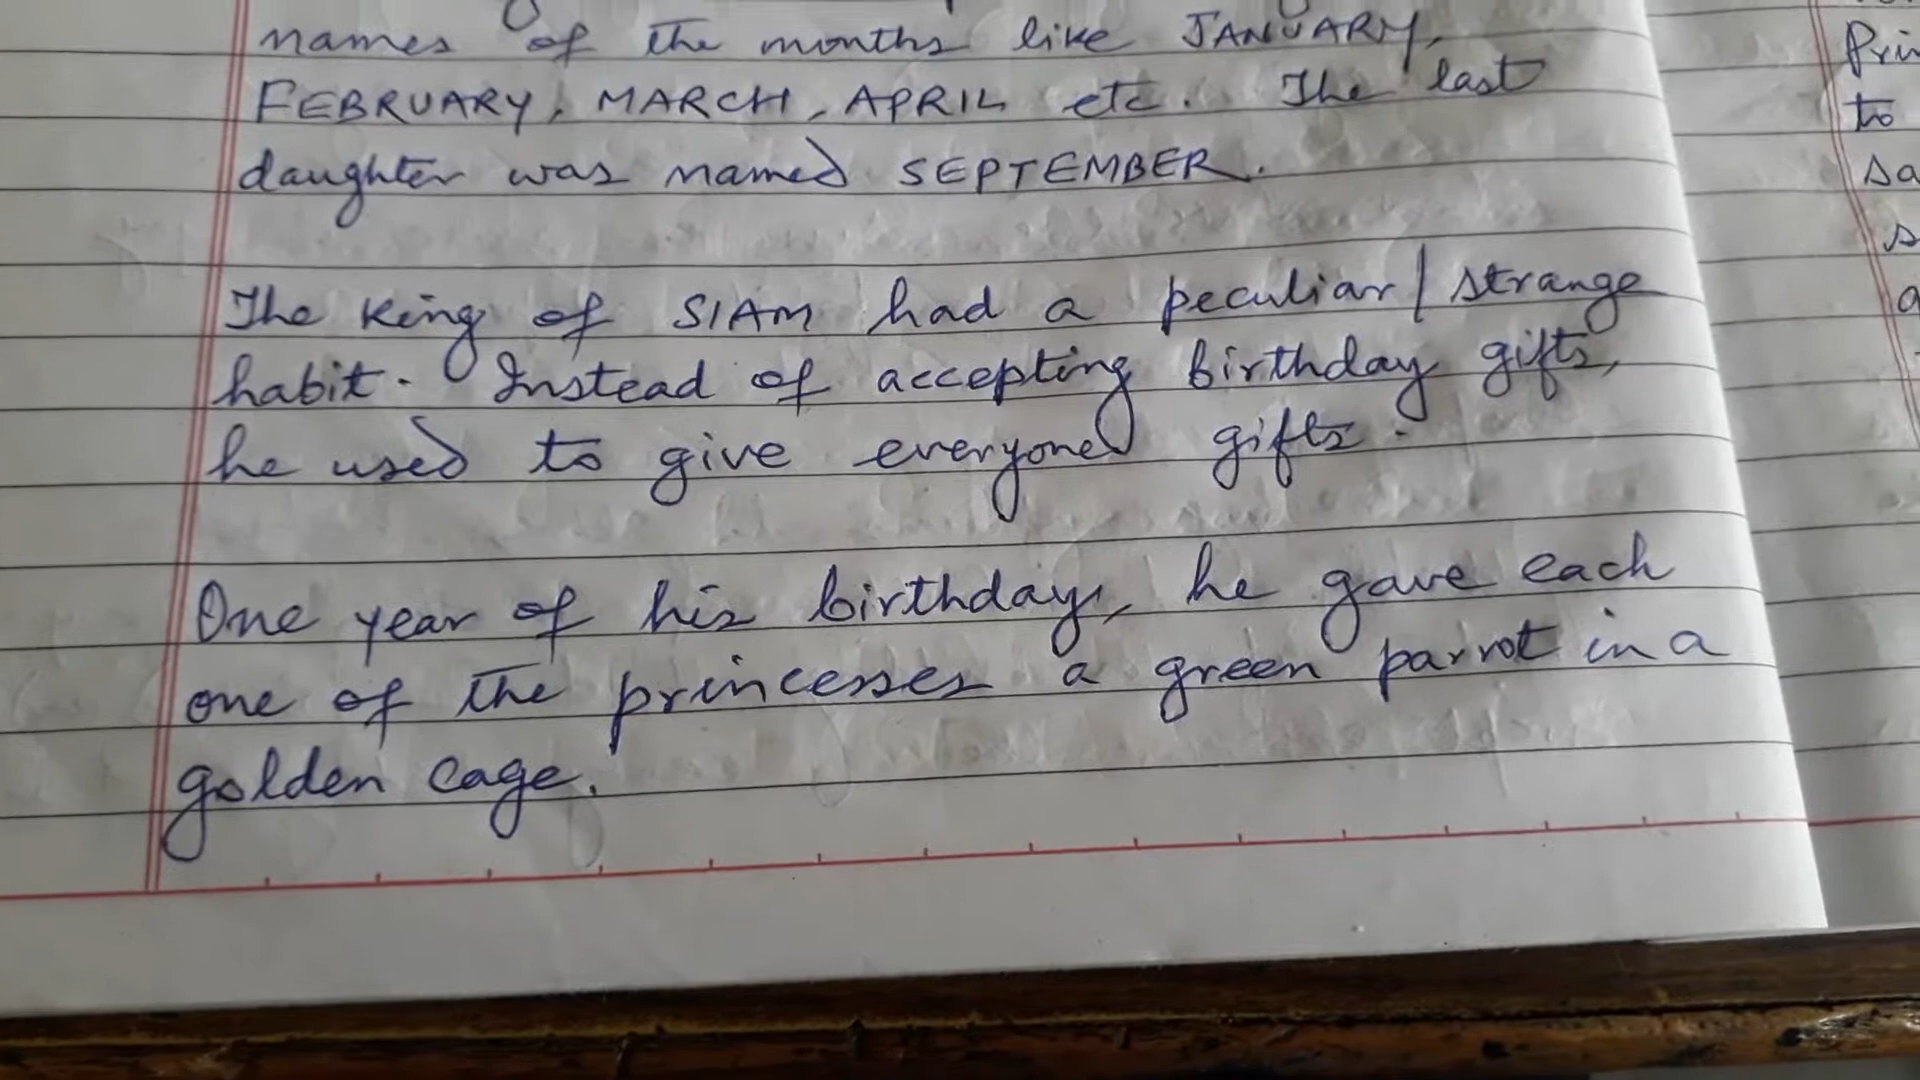 names of the months like JANUARY,
FEBRUARY, MARCH, APRIL etc. The last
daughter was named SEPTEMBER.
The King of SIAM had a peculiar/strange
habit. Instead of accepting birthday gifts,
he used to give everyone gifts.
One year of his birthday, he gave each
one of the princesses a green parrot in a
golden cage.
to